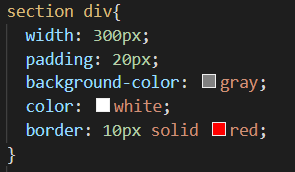 section div{
  width: 300px;
  padding: 20px;
  background-color: gray;
  color: white;
  border: 10px solid red;
}